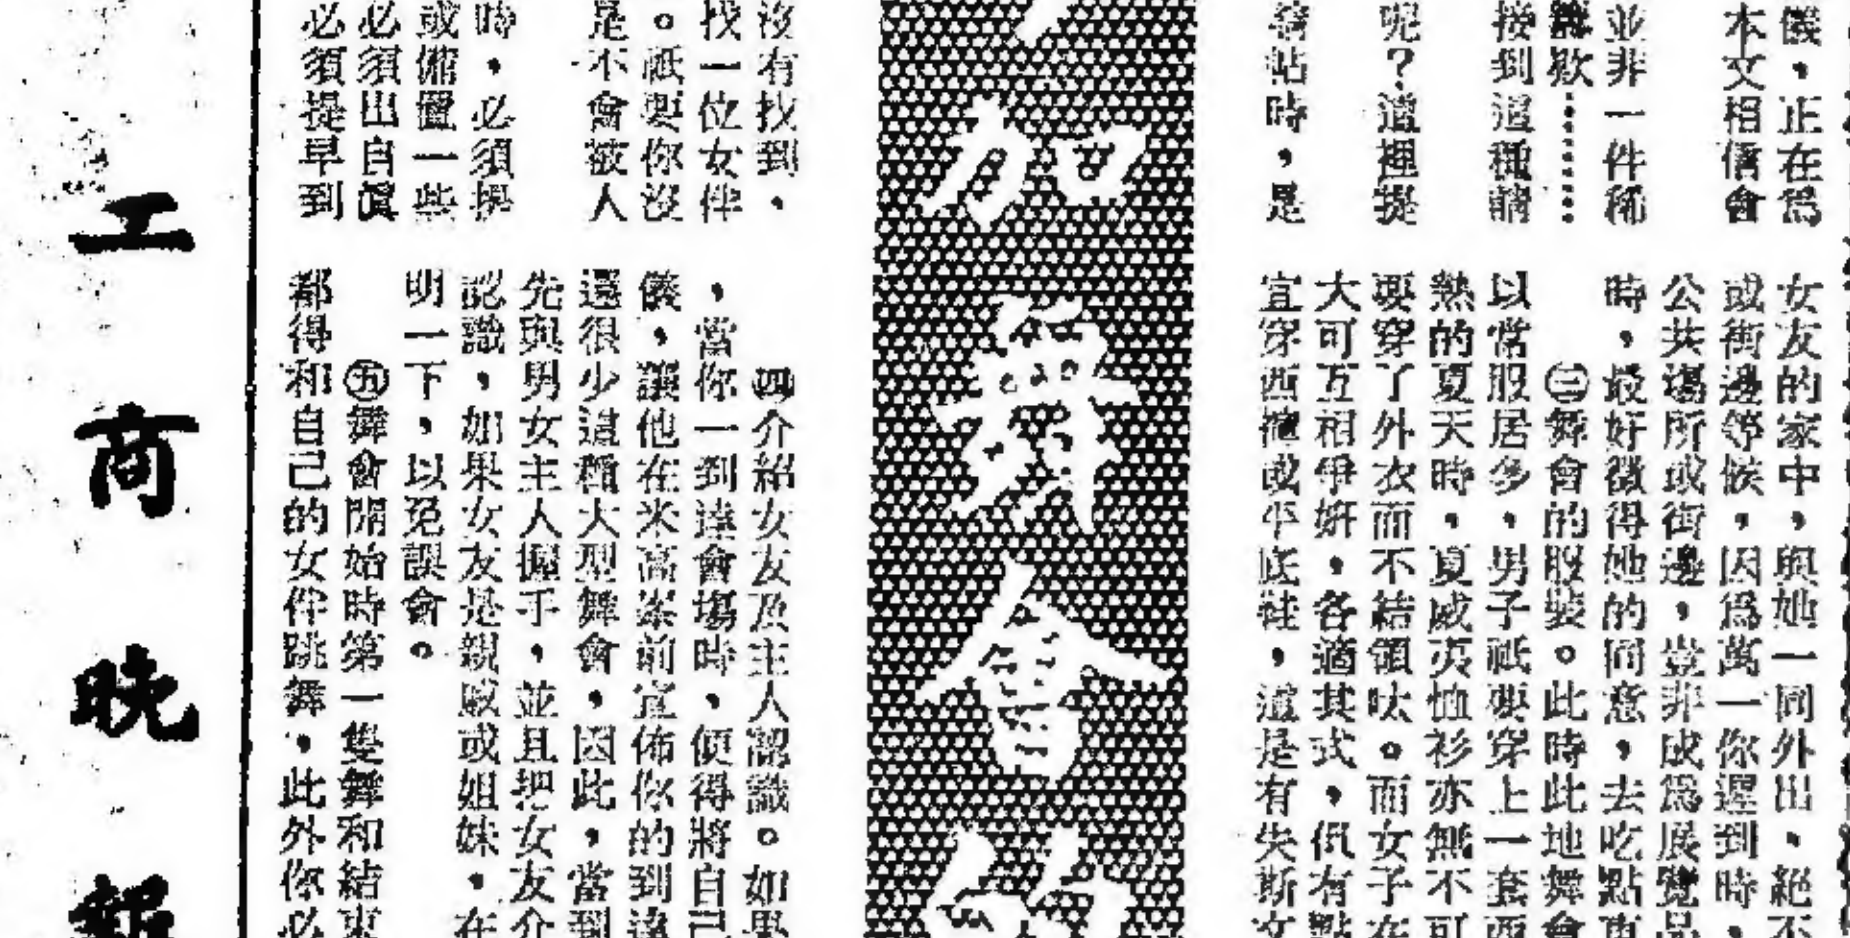 儀，正在爲
本文相信會
並非一件稀
歉………
接到這種請
呢？這裡提
請帖時，是
女友的家中，與她一同外出，絕不
或街邊等候，因爲萬一你遲到時，
公共場所或街邊，豈非成爲展覽品
時，最好徵得她的同意，去吃點東
㊂舞會的服裝。此時此地舞會
以常服居多，男子祇要穿上一套西
熱的夏天時，夏威夷恤衫亦無不可
要穿了外衣而不結領呔。而女子在
大可互相爭姸，各適其式，但有點
宜穿西裙或平底鞋，這是有失斯文
加舞會
沒有找到，
找一位女伴
。祇要你沒
是不會被人
時，必須提
或備置一些
必須出自眞
必須提早到
四介紹女友及主人認識。如果
，當你一到達會場時，便得將自己
儀，讓他在米高峯前宣佈你的到達
還很少這種大型舞會，因此，當到
先與男女主人握手，並且把女友介
認識，如果女友是親戚或姐妹，在
明一下，以免誤會。
㊄舞會開始時第一隻舞和結束
都得和自己的女伴跳舞，此外你必
工商晚報